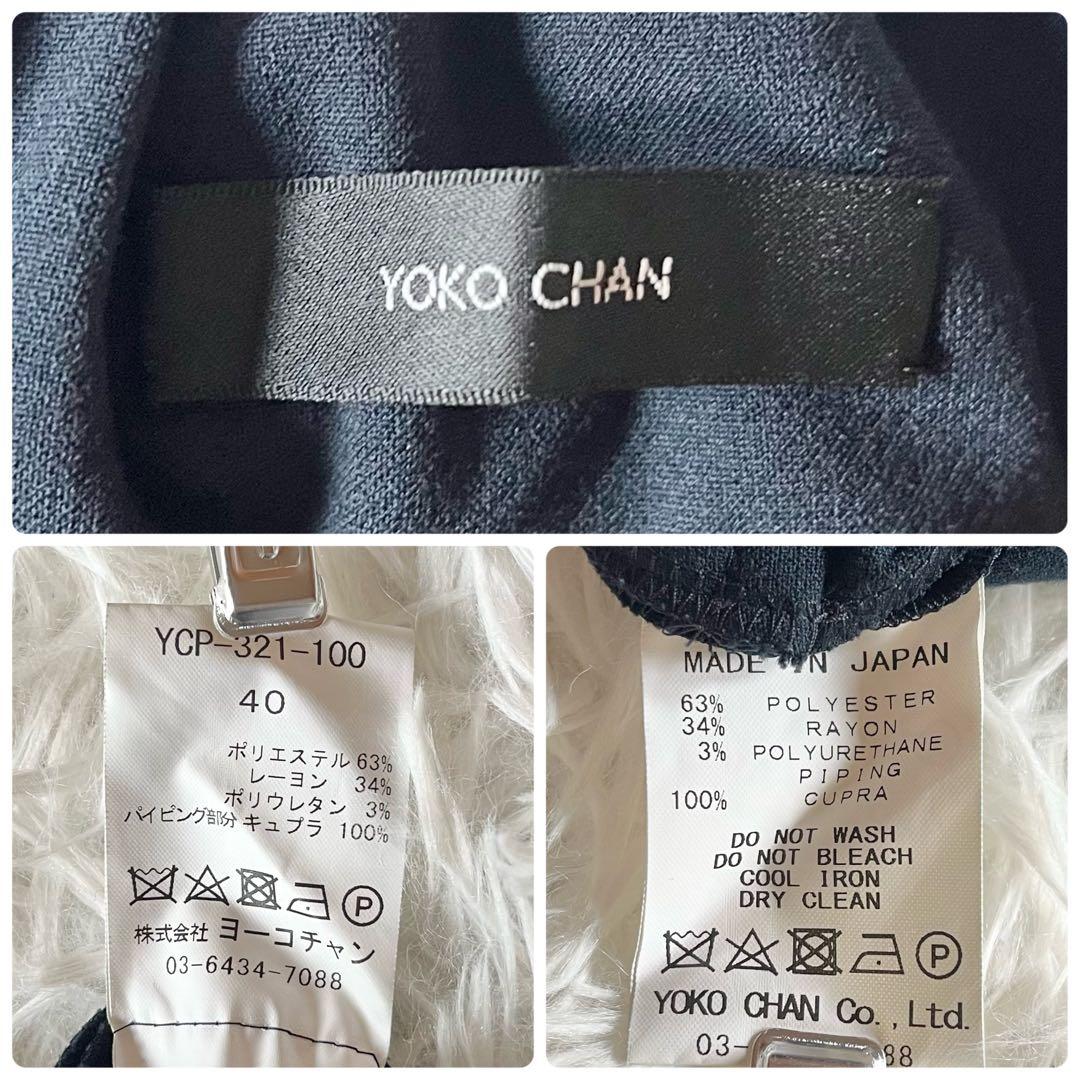 YOKO CHAN
YCP-321-100
40
ポリエステル 63%
レーヨン 34%
ポリウレタン 3%
パイピング部分 キュプラ 100%
P
株式会社 ヨーコチャン
03-6434-7088
MADE IN JAPAN
63% POLYESTER
34% RAYON
3% POLYURETHANE
PIPING
100% CUPRA
DO NOT WASH
DO NOT BLEACH
COOL IRON
DRY CLEAN
P
YOKO CHAN Co.,Ltd.
03- 88